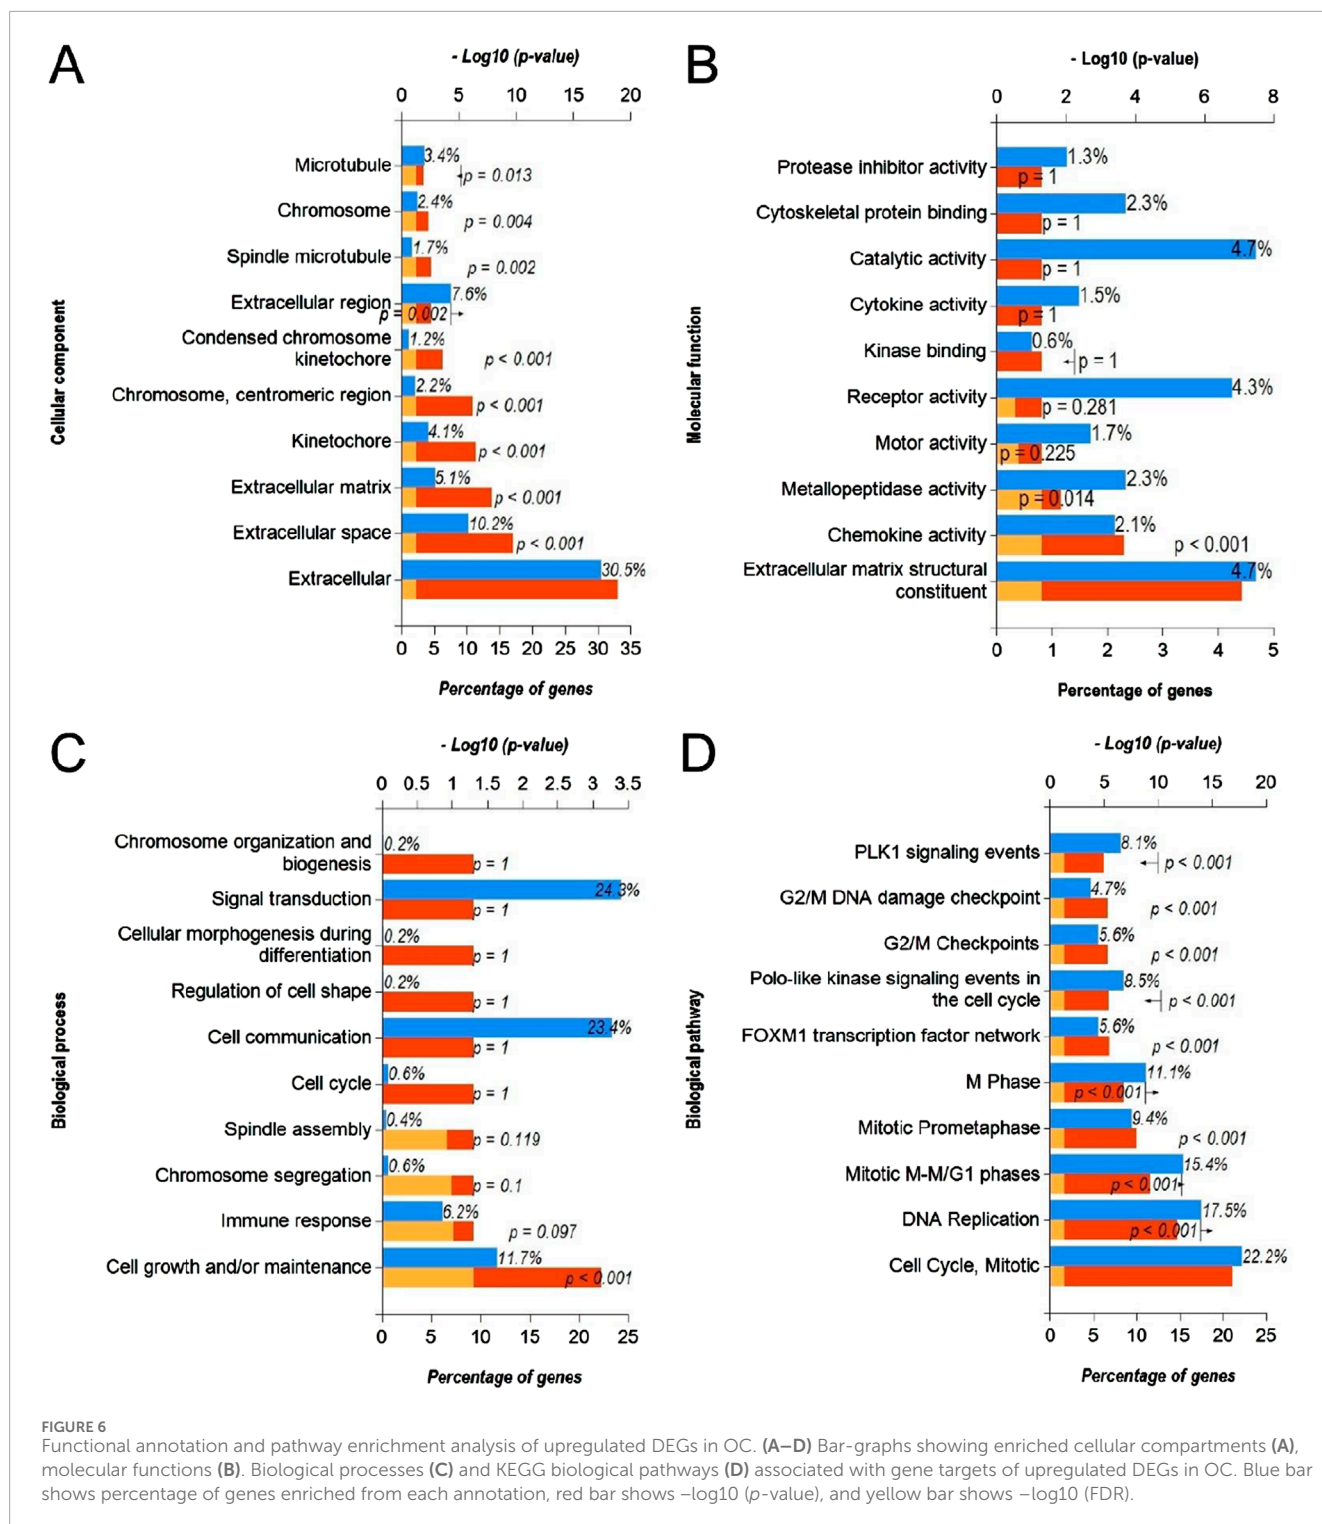 A
- Log10 (p-value)
0 5 10 15 20
Microtubule 3.4%
p = 0.013
Chromosome 2.4%
p = 0.004
Spindle microtubule 1.7%
p = 0.002
Extracellular region 7.6%
p = 0.002
Condensed chromosome
kinetochore 1.2%
p < 0.001
Chromosome, centromeric region 2.2%
p < 0.001
Kinetochore 4.1%
p < 0.001
Extracellular matrix 5.1%
p < 0.001
Extracellular space 10.2%
p < 0.001
Extracellular 30.5%
Cellular component
0 5 10 15 20 25 30 35
Percentage of genes
B
- Log10 (p-value)
0 2 4 6 8
Protease inhibitor activity 1.3%
p = 1
Cytoskeletal protein binding 2.3%
p = 1
Catalytic activity 4.7%
p = 1
Cytokine activity 1.5%
p = 1
Kinase binding 0.6%
p = 1
Receptor activity 4.3%
p = 0.281
Motor activity 1.7%
p = 0.225
Metallopeptidase activity 2.3%
p = 0.014
Chemokine activity 2.1%
p < 0.001
Extracellular matrix structural
constituent 4.7%
Molecular function
0 1 2 3 4 5
Percentage of genes
C
- Log10 (p-value)
0 0.5 1 1.5 2 2.5 3 3.5
Chromosome organization and
biogenesis 0.2%
p = 1
Signal transduction 24.3%
p = 1
Cellular morphogenesis during
differentiation 0.2%
p = 1
Regulation of cell shape 0.2%
p = 1
Cell communication 23.4%
p = 1
Cell cycle 0.6%
p = 1
Spindle assembly 0.4%
p = 0.119
Chromosome segregation 0.6%
p = 0.1
Immune response 6.2%
p = 0.097
Cell growth and/or maintenance 11.7%
p < 0.001
Biological process
0 5 10 15 20 25
Percentage of genes
D
- Log10 (p-value)
0 5 10 15 20
PLK1 signaling events 8.1%
p < 0.001
G2/M DNA damage checkpoint 4.7%
p < 0.001
G2/M Checkpoints 5.6%
p < 0.001
Polo-like kinase signaling events in
the cell cycle 8.5%
p < 0.001
FOXM1 transcription factor network 5.6%
p < 0.001
M Phase 11.1%
p < 0.001
Mitotic Prometaphase 9.4%
p < 0.001
Mitotic M-M/G1 phases 15.4%
p < 0.001
DNA Replication 17.5%
p < 0.001
Cell Cycle, Mitotic 22.2%
Biological pathway
0 5 10 15 20 25
Percentage of genes
FIGURE 6
Functional annotation and pathway enrichment analysis of upregulated DEGs in OC. (A–D) Bar-graphs showing enriched cellular compartments (A),
molecular functions (B). Biological processes (C) and KEGG biological pathways (D) associated with gene targets of upregulated DEGs in OC. Blue bar
shows percentage of genes enriched from each annotation, red bar shows –log10 (p-value), and yellow bar shows –log10 (FDR).